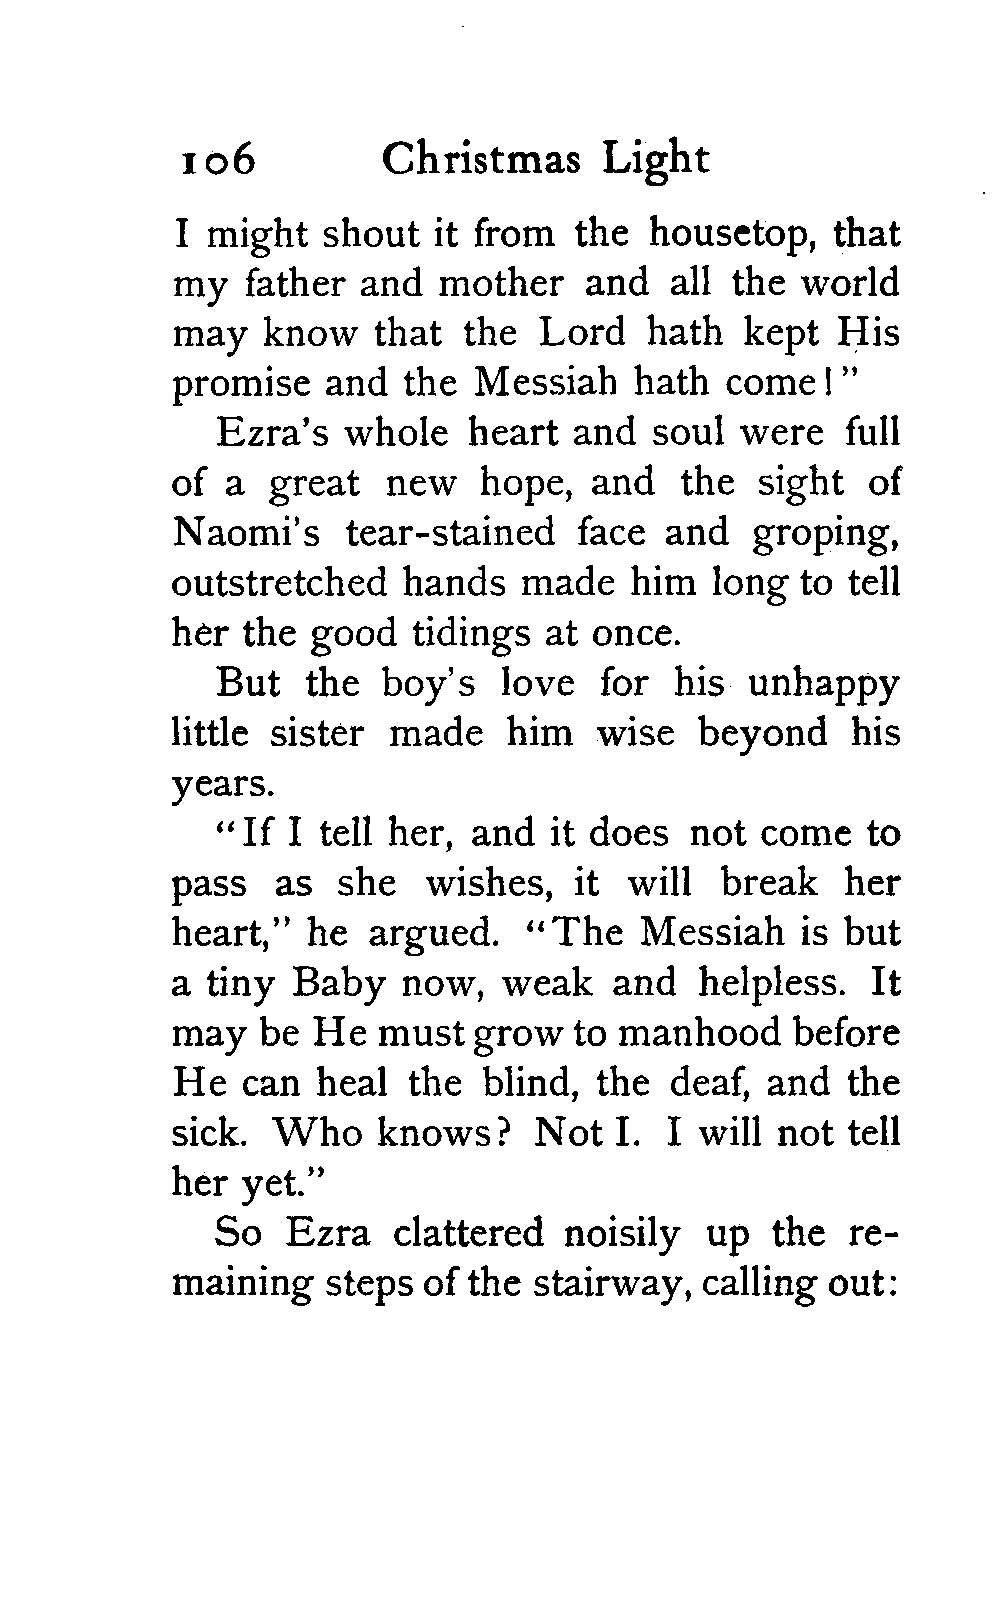 106 Christmas Light
I might shout it from the housetop, that
my father and mother and all the world
may know that the Lord hath kept His
promise and the Messiah hath come!"
Ezra's whole heart and soul were full
of a great new hope, and the sight of
Naomi's tear-stained face and groping,
outstretched hands made him long to tell
her the good tidings at once.
But the boy's love for his unhappy
little sister made him wise beyond his
years.
"If I tell her, and it does not come to
pass as she wishes, it will break her
heart," he argued. "The Messiah is but
a tiny Baby now, weak and helpless. It
may be He must grow to manhood before
He can heal the blind, the deaf, and the
sick. Who knows? Not I. I will not tell
her yet."
So Ezra clattered noisily up the re-
maining steps of the stairway, calling out: